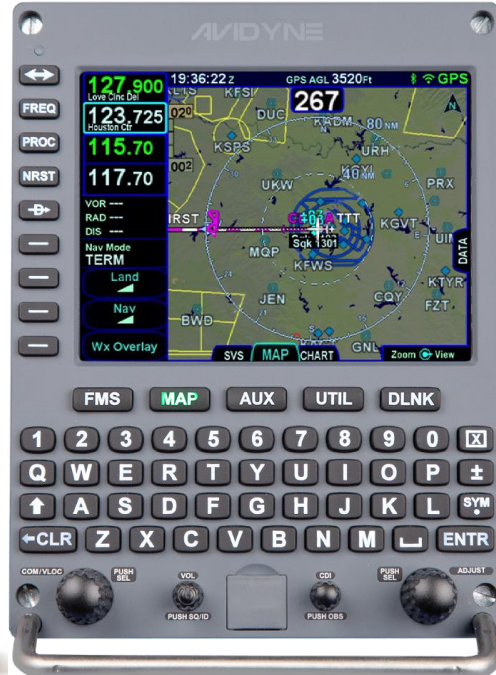 AVIDYNE
127.900
Love Clnc Del
123.725
Houston Ctr
115.70
117.70
VOR ---
RAD ---
DIS ---
Nav Mode
TERM
Land
Nav
Wx Overlay
19:36:22 z
GPS AGL 3520Ft
GPS
267
N
KFSI
DUC
KADM
80 NM
KSPS
URH
40 NM
UKW
PRX
TTT
KGVT
MQP
Sqk 1301
KFWS
KTYR
JEN
CQY
FZT
BWD
GNL
DATA
SVS
MAP
CHART
Zoom
View
FREQ
PROC
NRST
D
FMS
MAP
AUX
UTIL
DLNK
1 2 3 4 5 6 7 8 9 0 X
Q W E R T Y U I O P ±
A S D F G H J K L SYM
CLR Z X C V B N M ENTR
COM/VLOC
PUSH SEL
VOL
PUSH SQ/ID
CDI
PUSH OBS
PUSH SEL
ADJUST